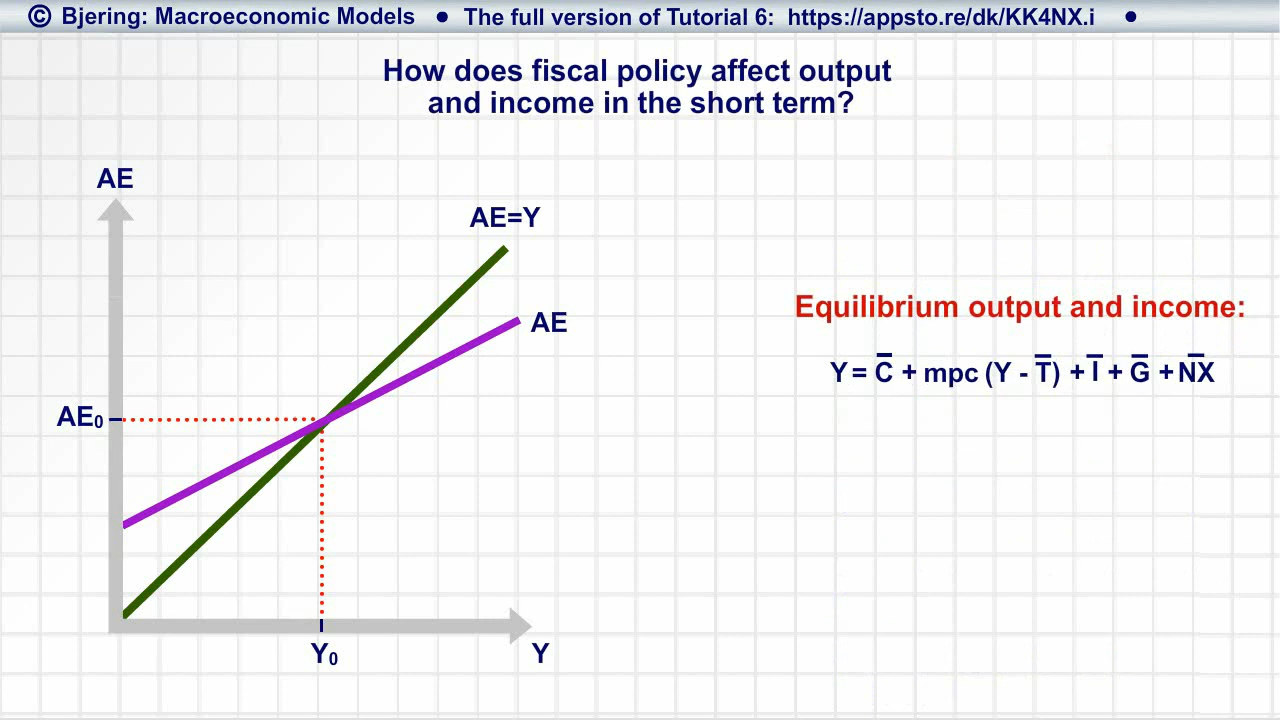 © Bjering: Macroeconomic Models • The full version of Tutorial 6: https://appsto.re/dk/KK4NX.i •
How does fiscal policy affect output
and income in the short term?
AE
AE=Y
AE
Equilibrium output and income:
Y = C̅ + mpc (Y - T̅) + I̅ + G̅ + N̅X̅
AE₀
Y₀
Y